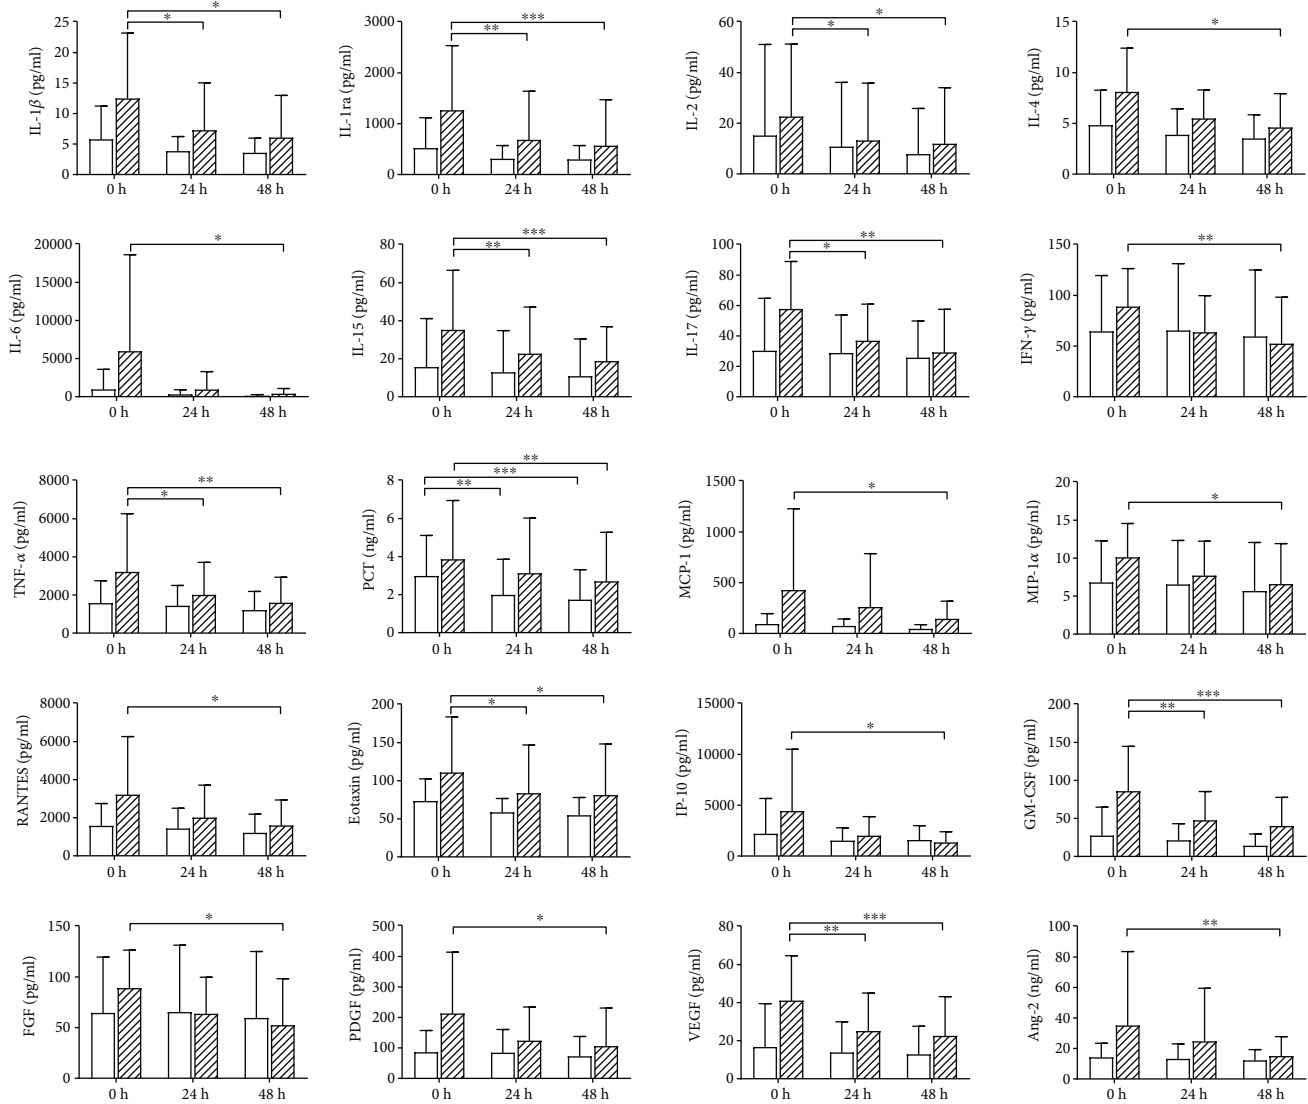 IL-1β (pg/ml)
25
20
15
10
5
0
* *
0 h 24 h 48 h
IL-1ra (pg/ml)
3000
2000
1000
0
*** **
0 h 24 h 48 h
IL-2 (pg/ml)
60
40
20
0
* *
0 h 24 h 48 h
IL-4 (pg/ml)
15
10
5
0
*
0 h 24 h 48 h
IL-6 (pg/ml)
20000
15000
10000
5000
0
*
0 h 24 h 48 h
IL-15 (pg/ml)
80
60
40
20
0
*** **
0 h 24 h 48 h
IL-17 (pg/ml)
100
80
60
40
20
0
** *
0 h 24 h 48 h
IFN-γ (pg/ml)
150
100
50
0
**
0 h 24 h 48 h
TNF-α (pg/ml)
8000
6000
4000
2000
0
** *
0 h 24 h 48 h
PCT (ng/ml)
8
6
4
2
0
** *** **
0 h 24 h 48 h
MCP-1 (pg/ml)
1500
1000
500
0
*
0 h 24 h 48 h
MIP-1α (pg/ml)
20
15
10
5
0
*
0 h 24 h 48 h
RANTES (pg/ml)
8000
6000
4000
2000
0
*
0 h 24 h 48 h
Eotaxin (pg/ml)
200
150
100
50
0
* *
0 h 24 h 48 h
IP-10 (pg/ml)
15000
10000
5000
0
*
0 h 24 h 48 h
GM-CSF (pg/ml)
200
150
100
50
0
*** **
0 h 24 h 48 h
FGF (pg/ml)
150
100
50
0
*
0 h 24 h 48 h
PDGF (pg/ml)
500
400
300
200
100
0
*
0 h 24 h 48 h
VEGF (pg/ml)
80
60
40
20
0
*** **
0 h 24 h 48 h
Ang-2 (ng/ml)
100
80
60
40
20
0
**
0 h 24 h 48 h